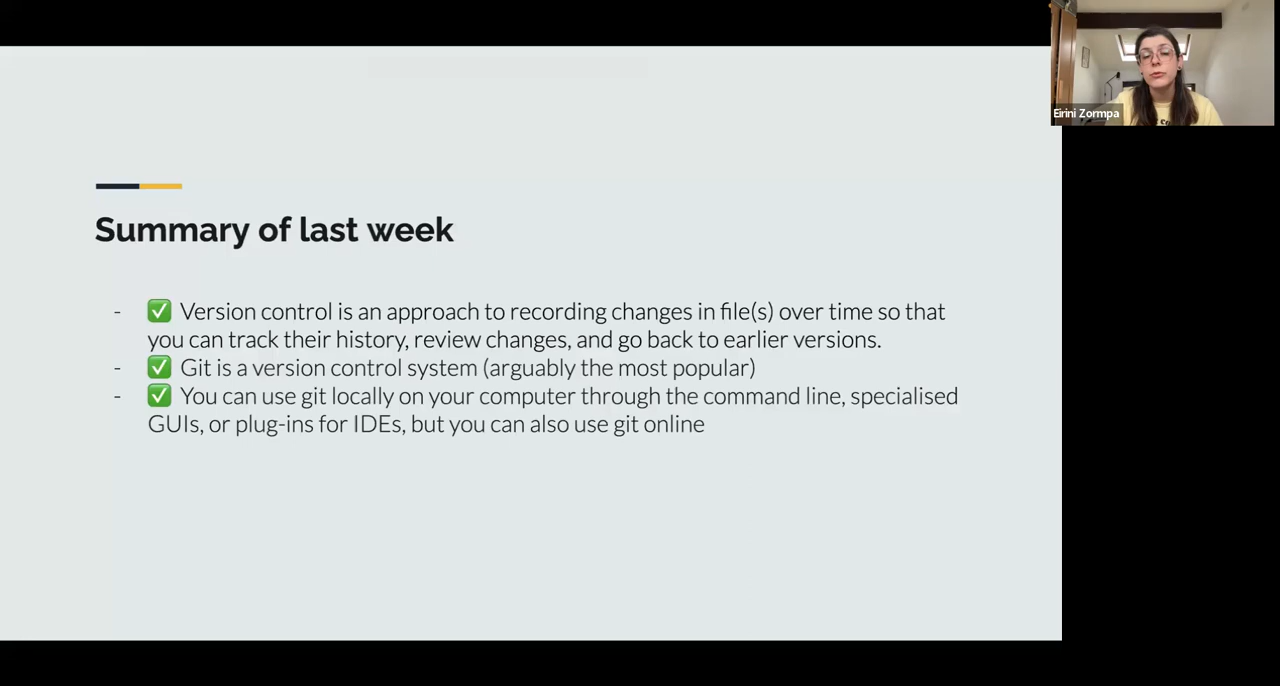 Eirini Zormpa
Summary of last week
- ✅ Version control is an approach to recording changes in file(s) over time so that
you can track their history, review changes, and go back to earlier versions.
- ✅ Git is a version control system (arguably the most popular)
- ✅ You can use git locally on your computer through the command line, specialised
GUIs, or plug-ins for IDEs, but you can also use git online